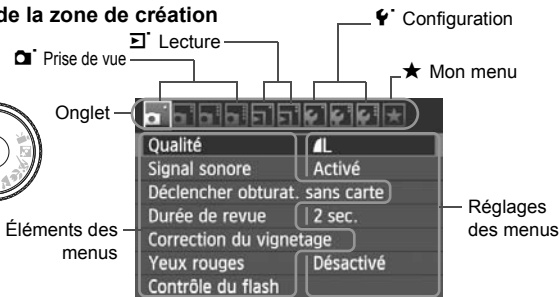 de la zone de création
Configuration
Lecture
Prise de vue
Mon menu
Onglet
Qualité L
Signal sonore Activé
Déclencher obturat. sans carte
Durée de revue 2 sec.
Correction du vignetage
Yeux rouges Désactivé
Contrôle du flash
Éléments des
menus
Réglages
des menus